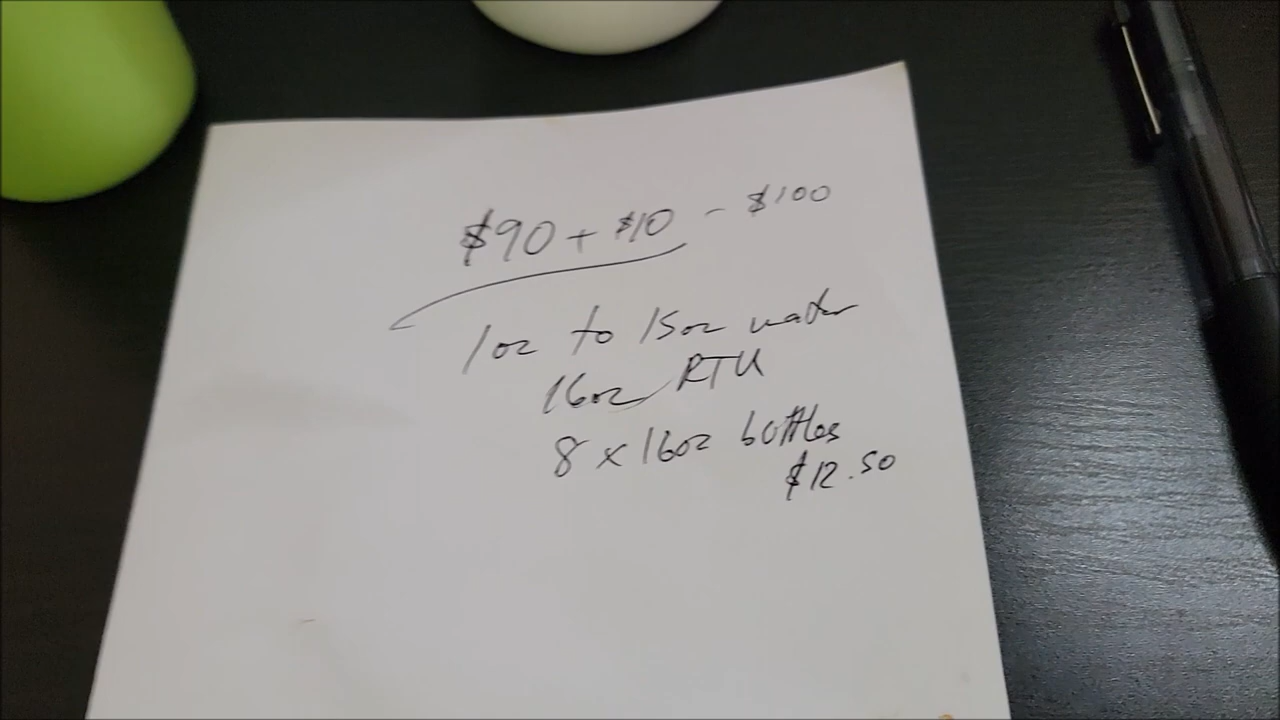 $90 + $10 - $100
1oz to 15oz water
16oz RTU
8 x 16oz bottles
$12.50